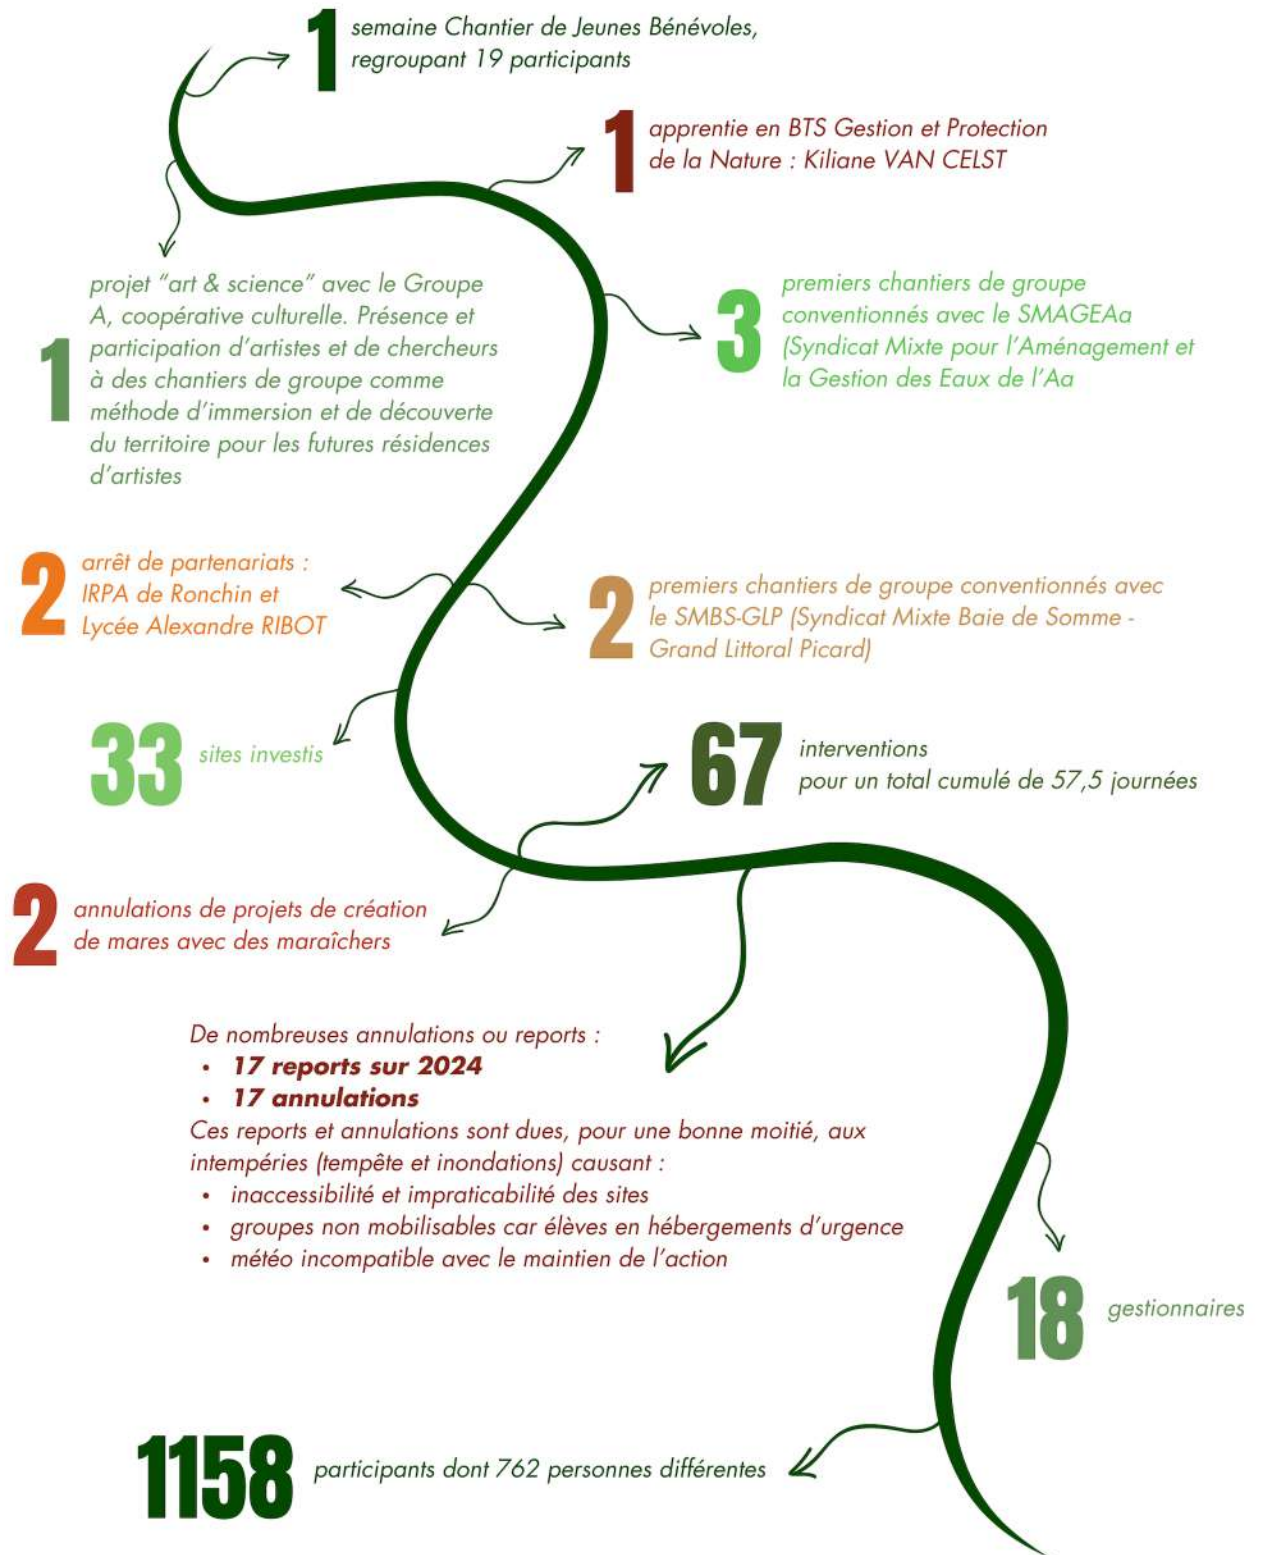 1
semaine Chantier de Jeunes Bénévoles,
regroupant 19 participants
1
apprentie en BTS Gestion et Protection
de la Nature : Kiliane VAN CELST
1
projet “art & science” avec le Groupe
A, coopérative culturelle. Présence et
participation d’artistes et de chercheurs
à des chantiers de groupe comme
méthode d’immersion et de découverte
du territoire pour les futures résidences
d’artistes
3
premiers chantiers de groupe
conventionnés avec le SMAGEAa
(Syndicat Mixte pour l’Aménagement et
la Gestion des Eaux de l’Aa
2
arrêt de partenariats :
IRPA de Ronchin et
Lycée Alexandre RIBOT
2
premiers chantiers de groupe conventionnés avec
le SMBS-GLP (Syndicat Mixte Baie de Somme -
Grand Littoral Picard)
33
sites investis
67
interventions
pour un total cumulé de 57,5 journées
2
annulations de projets de création
de mares avec des maraîchers
De nombreuses annulations ou reports :
• 17 reports sur 2024
• 17 annulations
Ces reports et annulations sont dues, pour une bonne moitié, aux
intempéries (tempête et inondations) causant :
• inaccessibilité et impraticabilité des sites
• groupes non mobilisables car élèves en hébergements d’urgence
• météo incompatible avec le maintien de l’action
18
gestionnaires
1158
participants dont 762 personnes différentes